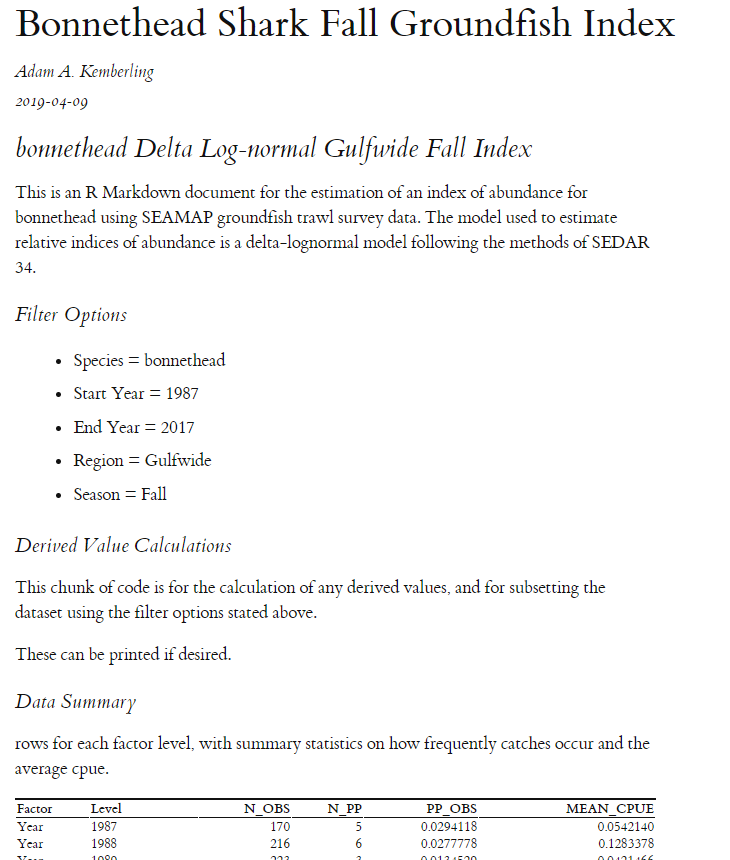 Bonnethead Shark Fall Groundfish Index
Adam A. Kemberling
2019-04-09
bonnethead Delta Log-normal Gulfwide Fall Index
This is an R Markdown document for the estimation of an index of abundance for
bonnethead using SEAMAP groundfish trawl survey data. The model used to estimate
relative indices of abundance is a delta-lognormal model following the methods of SEDAR
34.
Filter Options
• Species = bonnethead
• Start Year = 1987
• End Year = 2017
• Region = Gulfwide
• Season = Fall
Derived Value Calculations
This chunk of code is for the calculation of any derived values, and for subsetting the
dataset using the filter options stated above.
These can be printed if desired.
Data Summary
rows for each factor level, with summary statistics on how frequently catches occur and the
average cpue.
Factor Level N_OBS N_PP PP_OBS MEAN_CPUE
Year 1987 170 5 0.0294118 0.0542140
Year 1988 216 6 0.0277778 0.1283378